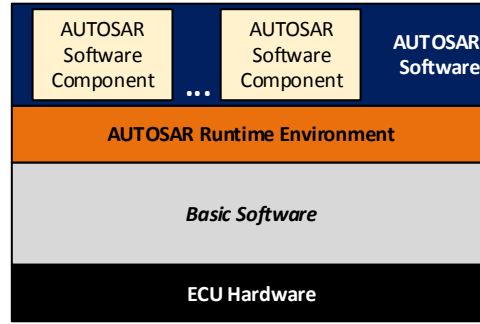 AUTOSAR
Software
Component
...
AUTOSAR
Software
Component
AUTOSAR
Software
AUTOSAR Runtime Environment
Basic Software
ECU Hardware